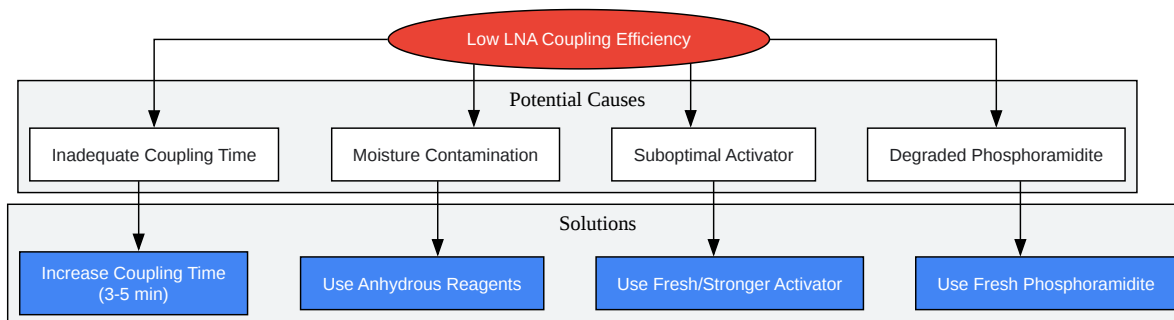 Low LNA Coupling Efficiency
Potential Causes
Inadequate Coupling Time
Moisture Contamination
Suboptimal Activator
Degraded Phosphoramidite
Solutions
Increase Coupling Time
(3-5 min)
Use Anhydrous Reagents
Use Fresh/Stronger Activator
Use Fresh Phosphoramidite